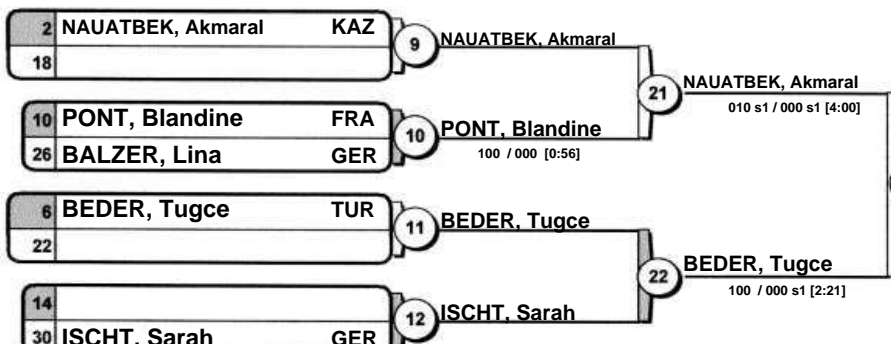 2 NAUATBEK, Akmaral KAZ
18
9
NAUATBEK, Akmaral
10 PONT, Blandine FRA
26 BALZER, Lina GER
10
PONT, Blandine
100 / 000 [0:56]
21
NAUATBEK, Akmaral
010 s1 / 000 s1 [4:00]
6 BEDER, Tugce TUR
22
11
BEDER, Tugce
14
30 ISCHT, Sarah GER
12
ISCHT, Sarah
22
BEDER, Tugce
100 / 000 s1 [2:21]